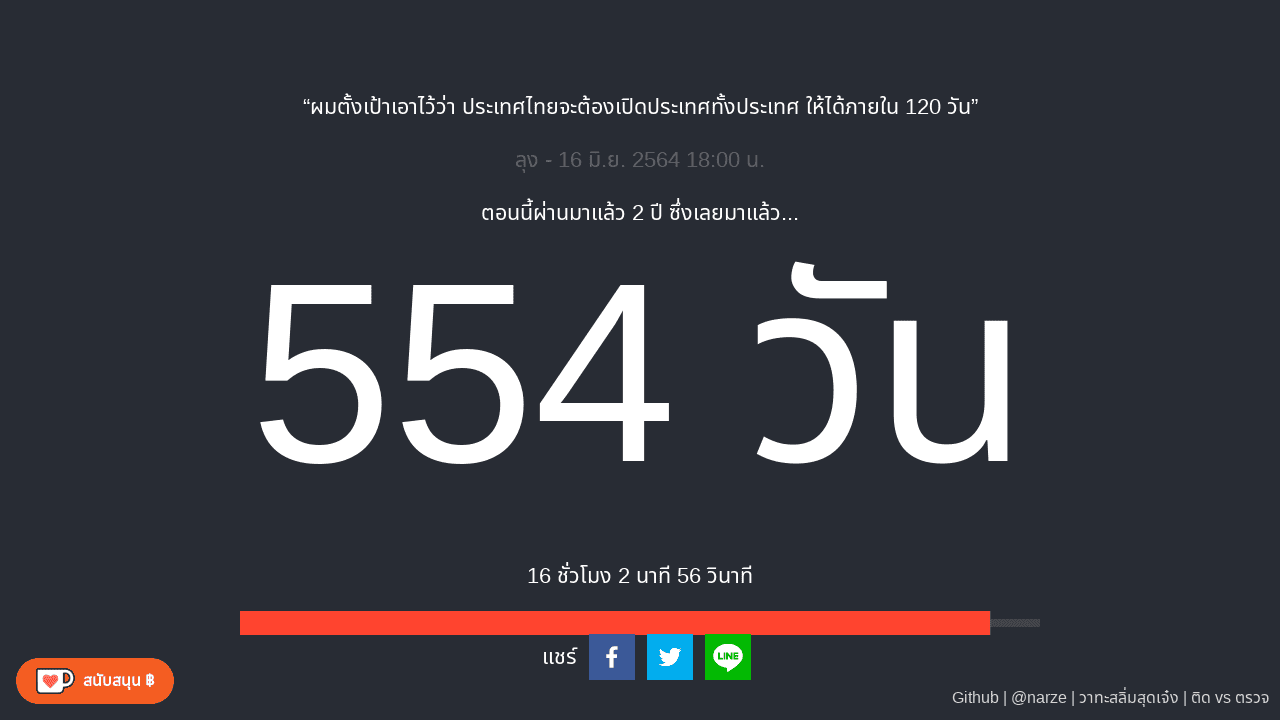 “ผมตั้งเป้าเอาไว้ว่า ประเทศไทยจะต้องเปิดประเทศทั้งประเทศ ให้ได้ภายใน 120 วัน”
ลุง - 16 มิ.ย. 2564 18:00 น.
ตอนนี้ผ่านมาแล้ว 2 ปี ซึ่งเลยมาแล้ว...
554 วัน
16 ชั่วโมง 2 นาที 56 วินาที
แชร์
LINE
สนับสนุน ฿
Github | @narze | วาทะสลิ่มสุดเจ๋ง | ติด vs ตรวจ